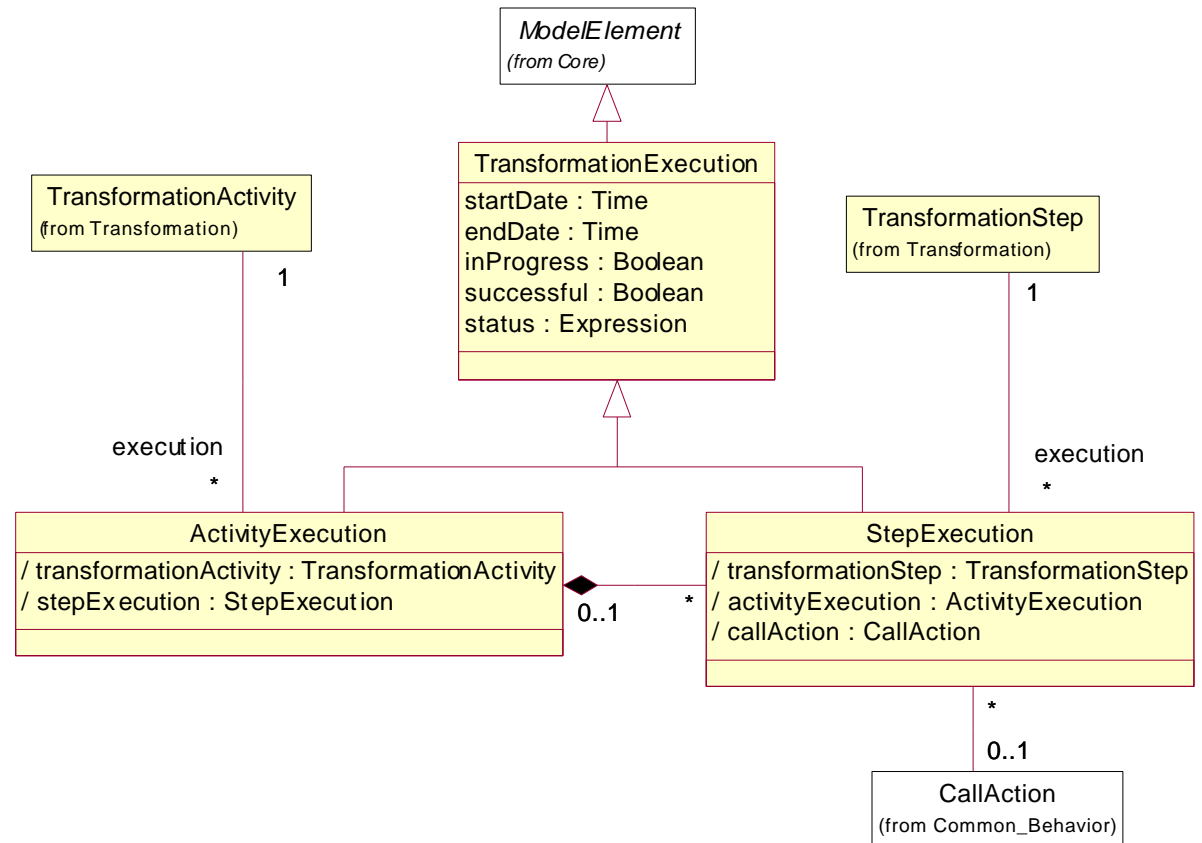 ModelElement
(from Core)
TransformationExecution
startDate : Time
endDate : Time
inProgress : Boolean
successful : Boolean
status : Expression
TransformationActivity
(from Transformation)
1
execution
*
TransformationStep
(from Transformation)
1
execution
*
ActivityExecution
/ transformationActivity : TransformationActivity
/ stepExecution : StepExecution
0..1
*
StepExecution
/ transformationStep : TransformationStep
/ activityExecution : ActivityExecution
/ callAction : CallAction
*
0..1
CallAction
(from Common_Behavior)